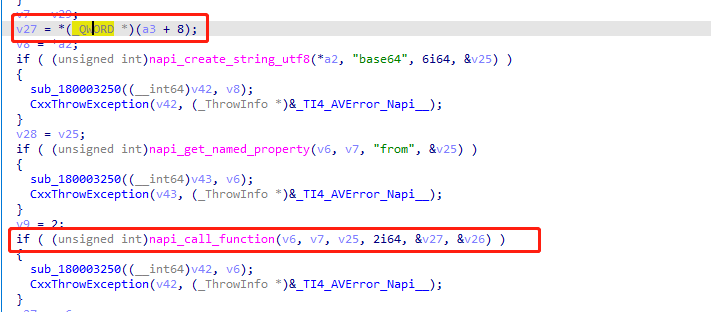 v7 = v29;
v27 = *(_QWORD *)(a3 + 8);
v8 = *a2;
if ( (unsigned int)napi_create_string_utf8(*a2, "base64", 6i64, &v25) )
{
sub_180003250((__int64)v42, v8);
CxxThrowException(v42, (_ThrowInfo *)&_TI4_AVError_Napi__);
}
v28 = v25;
if ( (unsigned int)napi_get_named_property(v6, v7, "from", &v25) )
{
sub_180003250((__int64)v43, v6);
CxxThrowException(v43, (_ThrowInfo *)&_TI4_AVError_Napi__);
}
v9 = 2;
if ( (unsigned int)napi_call_function(v6, v7, v25, 2i64, &v27, &v26) )
{
sub_180003250((__int64)v42, v6);
CxxThrowException(v42, (_ThrowInfo *)&_TI4_AVError_Napi__);
}